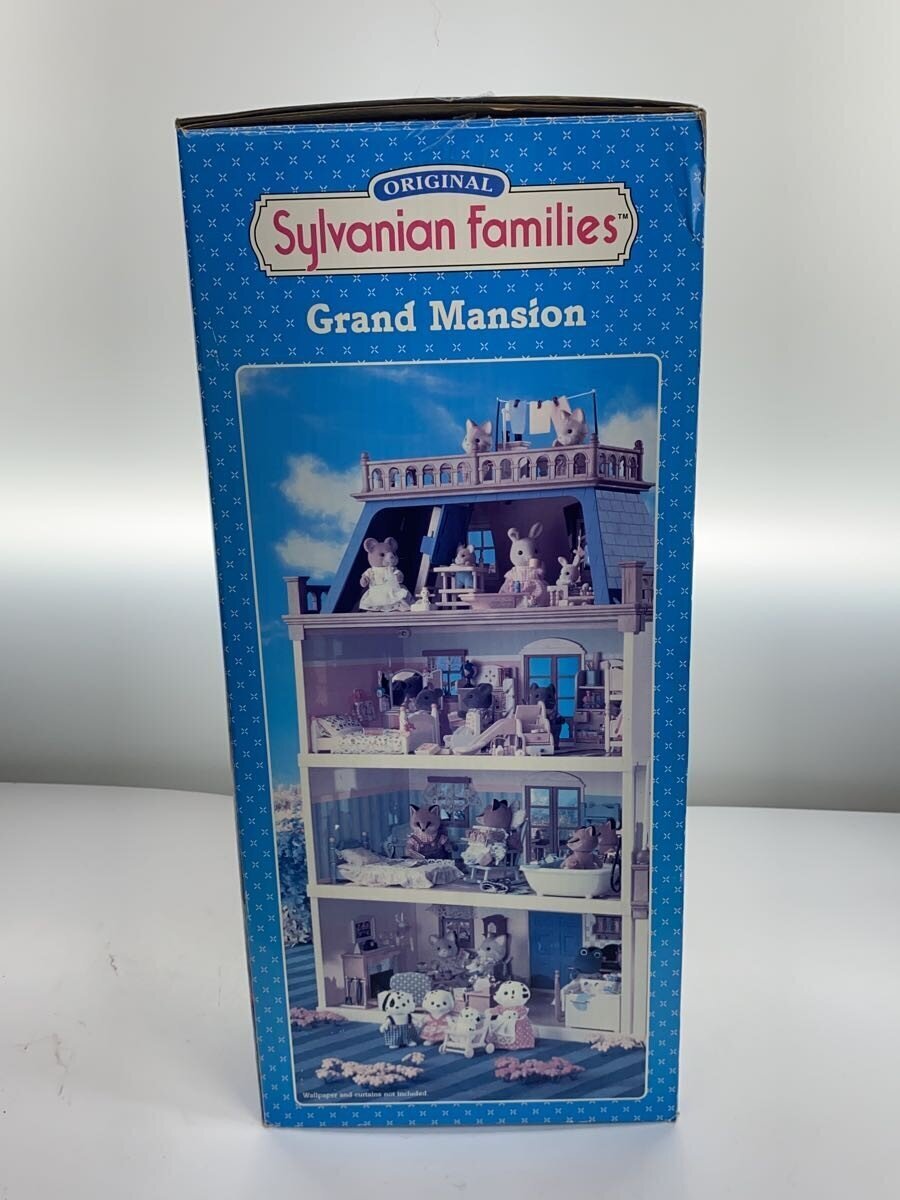 ORIGINAL
Sylvanian Families™
Grand Mansion
Wallpaper and curtains not included